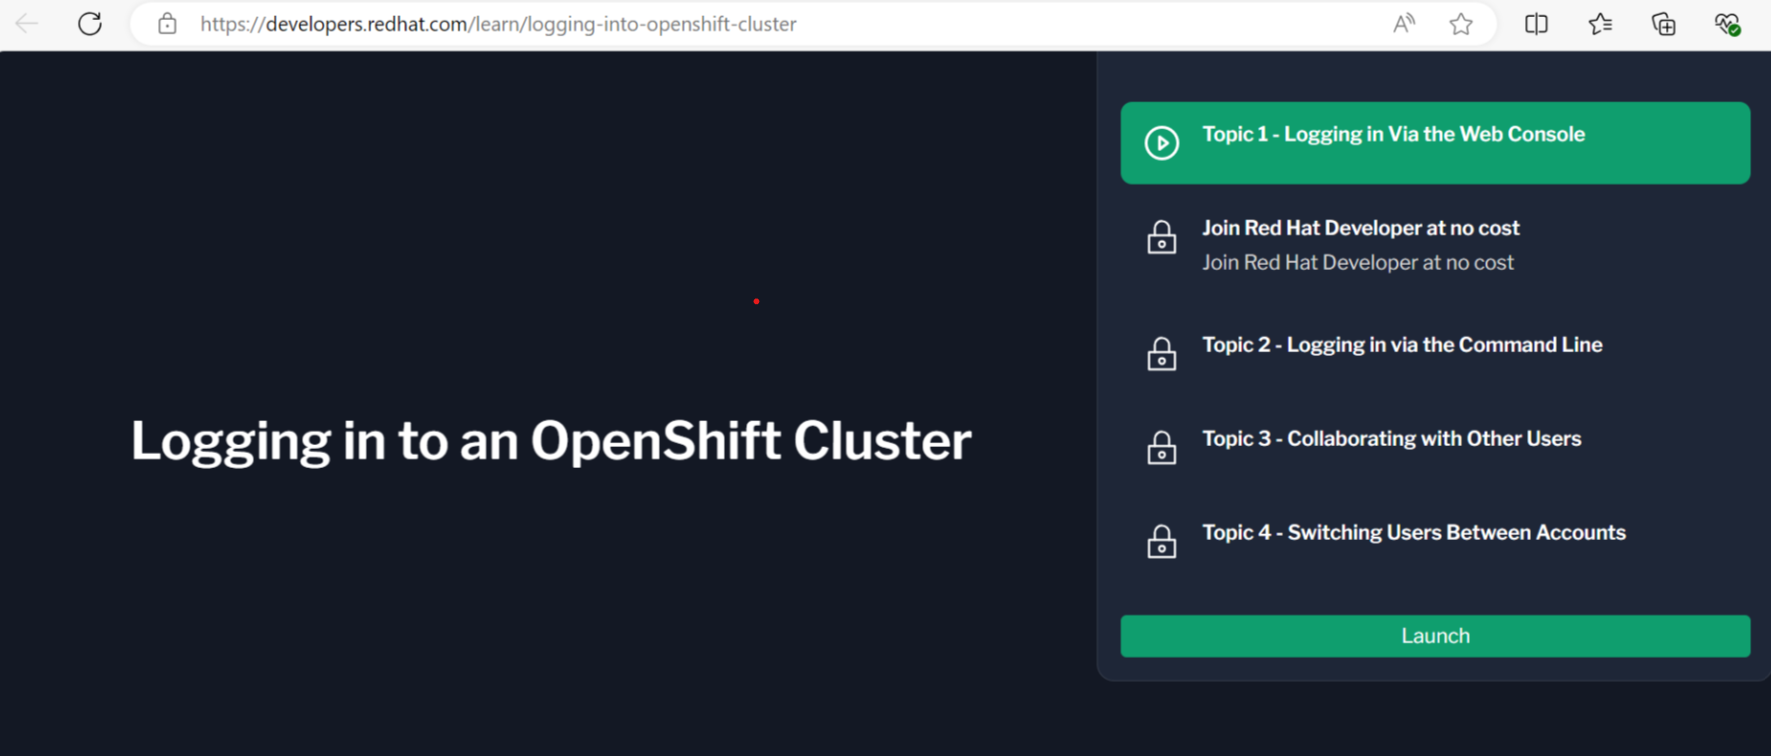 https://developers.redhat.com/learn/logging-into-openshift-cluster
Logging in to an OpenShift Cluster
Topic 1 - Logging in Via the Web Console
Join Red Hat Developer at no cost
Join Red Hat Developer at no cost
Topic 2 - Logging in via the Command Line
Topic 3 - Collaborating with Other Users
Topic 4 - Switching Users Between Accounts
Launch